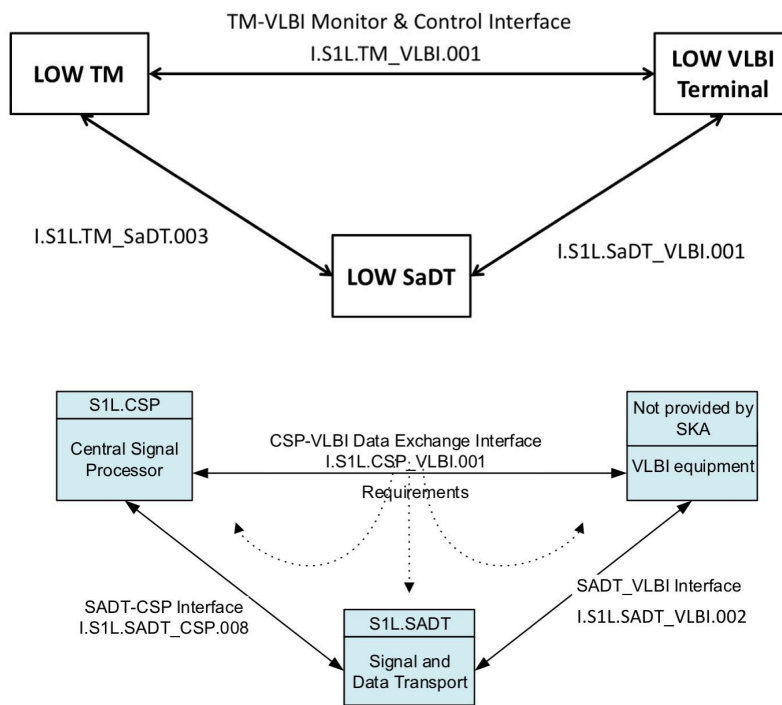 TM-VLBI Monitor & Control Interface
I.S1L.TM_VLBI.001
LOW TM
LOW VLBI
Terminal
I.S1L.TM_SaDT.003
I.S1L.SaDT_VLBI.001
LOW SaDT
S1L.CSP
Central Signal
Processor
CSP-VLBI Data Exchange Interface
I.S1L.CSP_VLBI.001
Requirements
Not provided by
SKA
VLBI equipment
SADT-CSP Interface
I.S1L.SADT_CSP.008
SADT_VLBI Interface
I.S1L.SADT_VLBI.002
S1L.SADT
Signal and
Data Transport